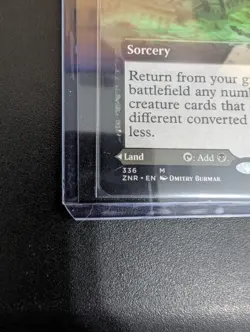 Sorcery
Return from your g
battlefield any num
creature cards that
different converted
less.
Land : Add .
336 M
ZNR • EN Dmitry Burmak